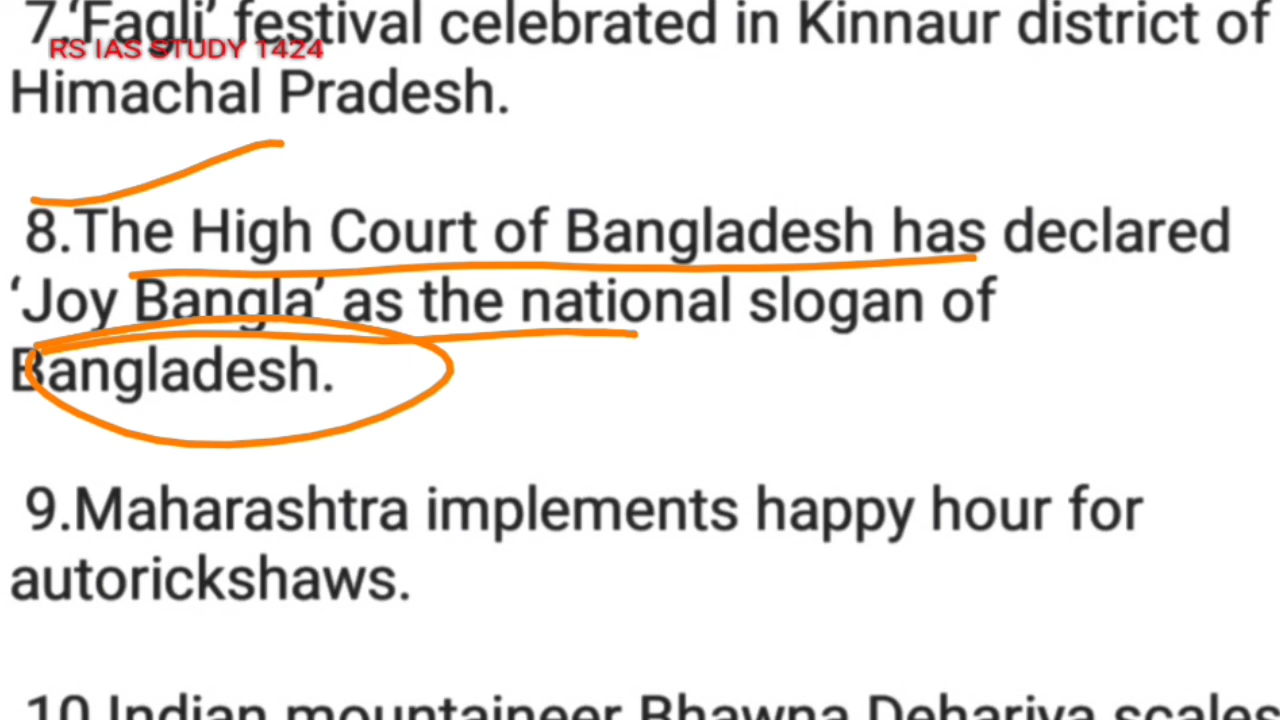 7.‘Fagli’ festival celebrated in Kinnaur district of
RS IAS STUDY 1424
Himachal Pradesh.
8.The High Court of Bangladesh has declared
‘Joy Bangla’ as the national slogan of
Bangladesh.
9.Maharashtra implements happy hour for
autorickshaws.
10.Indian mountaineer Bhawna Dehariya scales